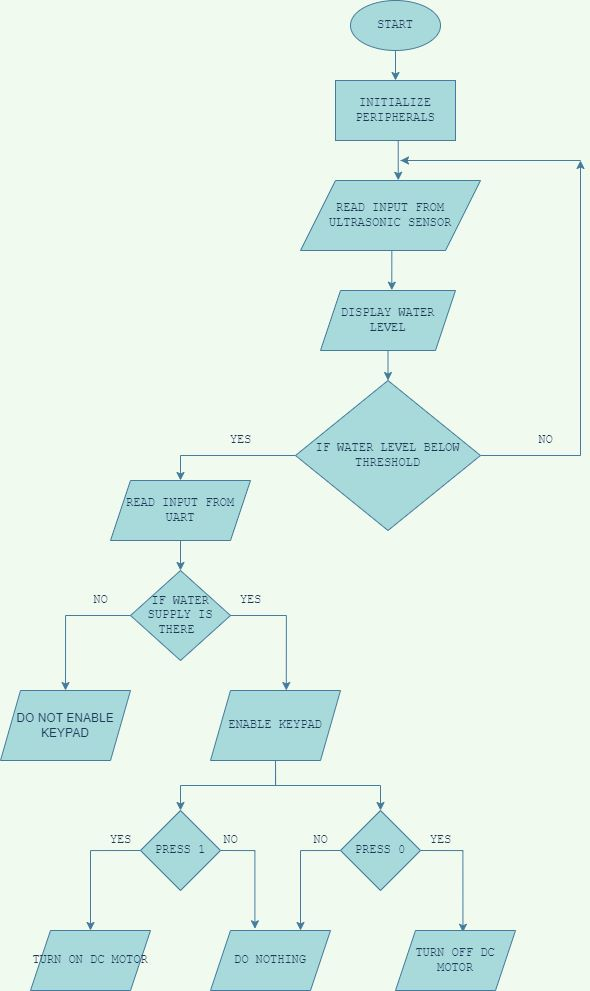 START
INITIALIZE
PERIPHERALS
READ INPUT FROM
ULTRASONIC SENSOR
DISPLAY WATER
LEVEL
YES
IF WATER LEVEL BELOW
THRESHOLD
NO
READ INPUT FROM
UART
NO
IF WATER
SUPPLY IS
THERE
YES
DO NOT ENABLE
KEYPAD
ENABLE KEYPAD
YES
PRESS 1
NO
NO
PRESS 0
YES
TURN ON DC MOTOR
DO NOTHING
TURN OFF DC
MOTOR